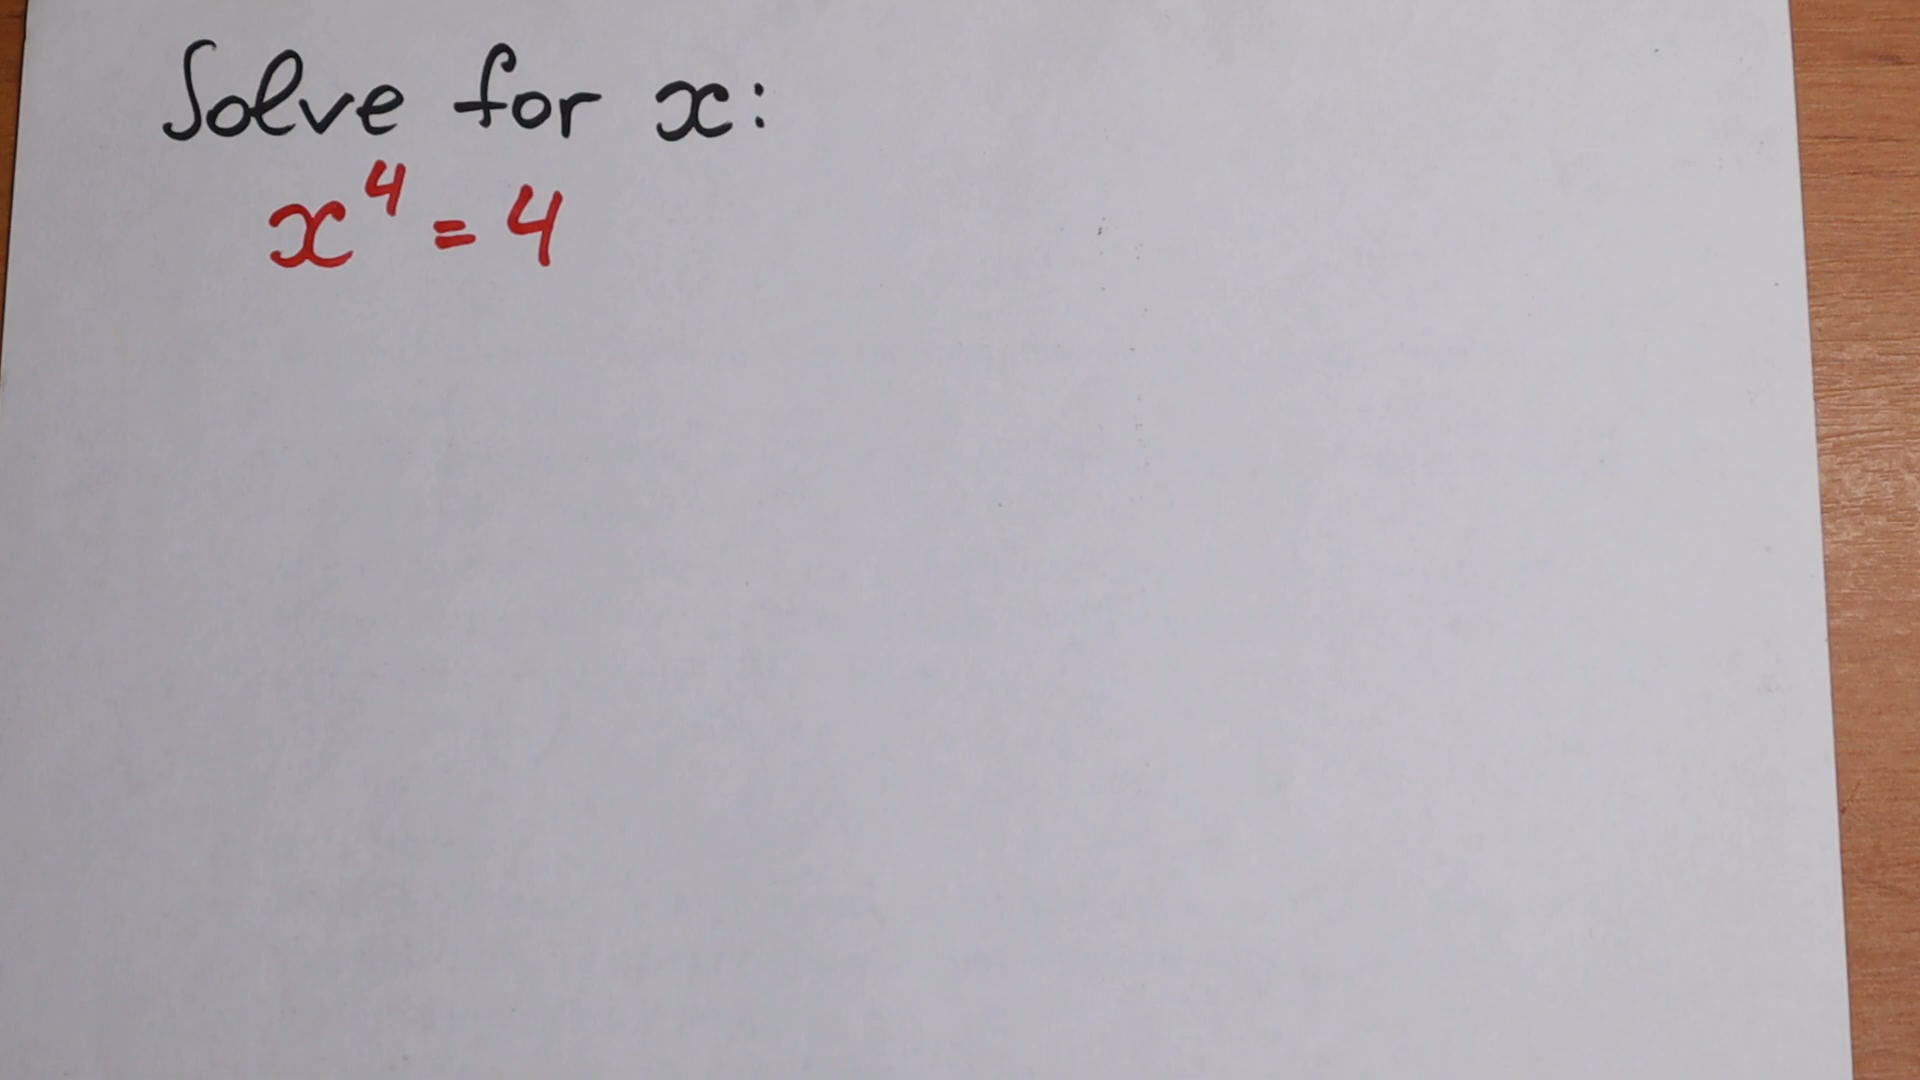 Solve for x:
x⁴ = 4